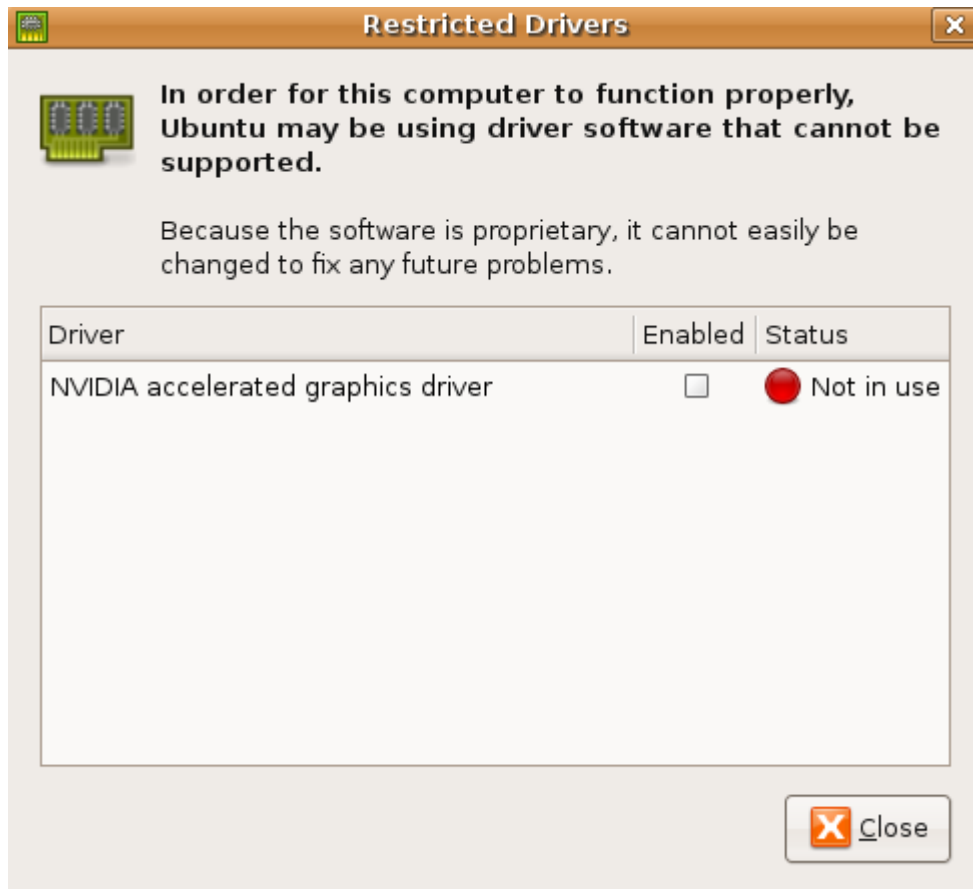 Restricted Drivers
In order for this computer to function properly,
Ubuntu may be using driver software that cannot be
supported.
Because the software is proprietary, it cannot easily be
changed to fix any future problems.
Driver Enabled Status
NVIDIA accelerated graphics driver Not in use
Close